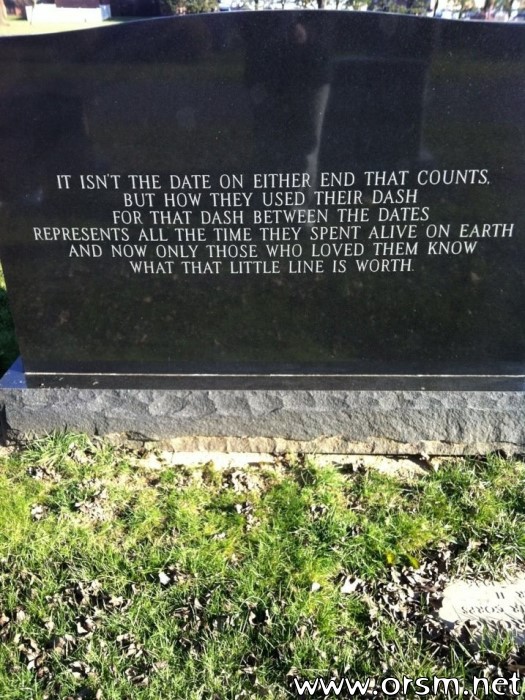 IT ISN'T THE DATE ON EITHER END THAT COUNTS,
BUT HOW THEY USED THEIR DASH
FOR THAT DASH BETWEEN THE DATES
REPRESENTS ALL THE TIME THEY SPENT ALIVE ON EARTH
AND NOW ONLY THOSE WHO LOVED THEM KNOW
WHAT THAT LITTLE LINE IS WORTH.
www.orsm.net